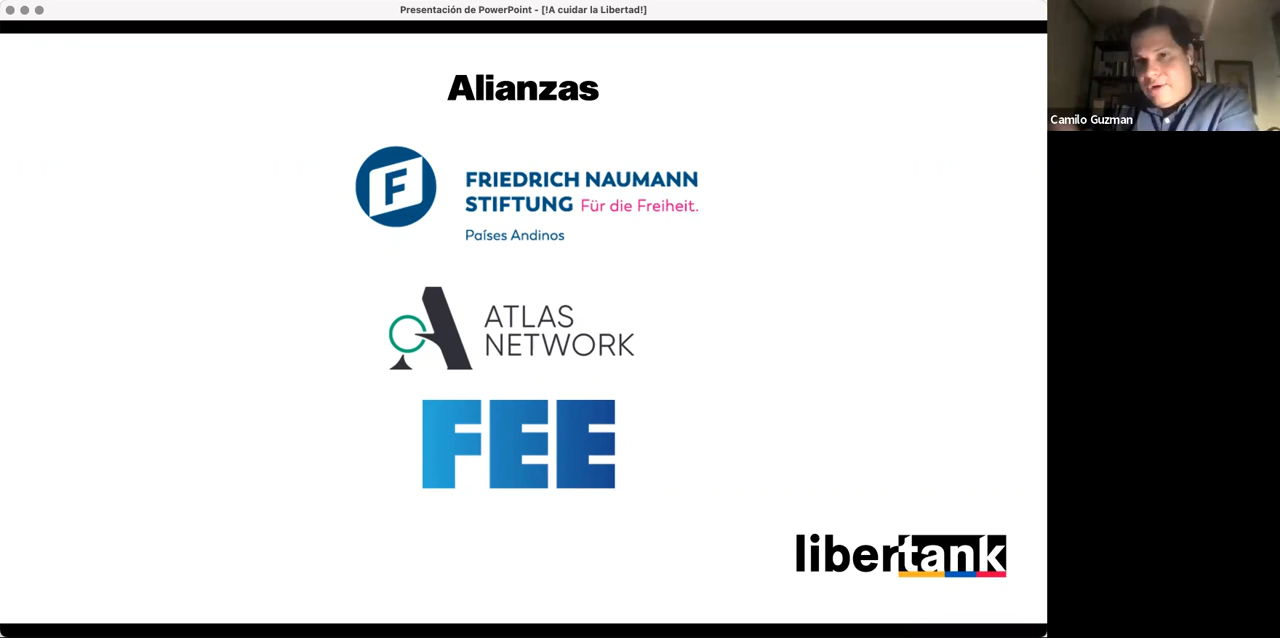 Presentación de PowerPoint - [!A cuidar la Libertad!]
Alianzas
F
FRIEDRICH NAUMANN
STIFTUNG Für die Freiheit.
Países Andinos
ATLAS
NETWORK
FEE
libertank
Camilo Guzman